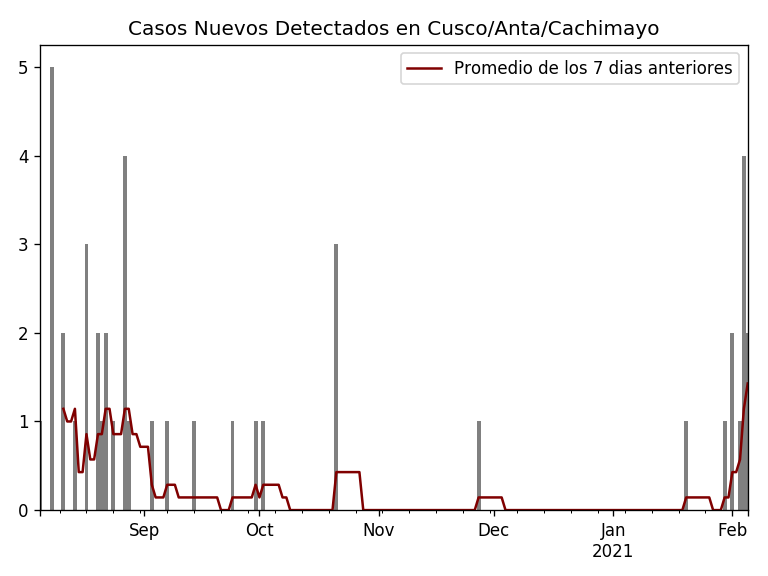 Casos Nuevos Detectados en Cusco/Anta/Cachimayo
Promedio de los 7 dias anteriores
5
4
3
2
1
0
Sep Oct Nov Dec Jan Feb
2021